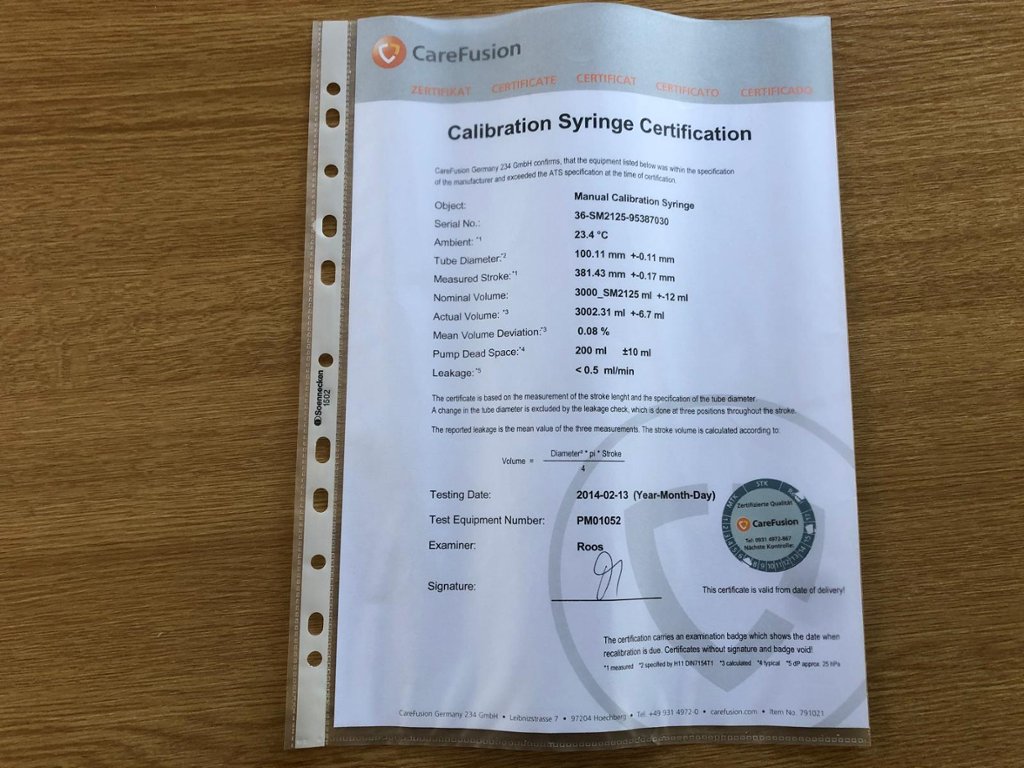 CareFusion
ZERTIFIKAT CERTIFICATE CERTIFICAT CERTIFICATO CERTIFICADO
Calibration Syringe Certification
CareFusion Germany 234 GmbH confirms, that the equipment listed below was within the specification
of the manufacturer and exceeded the ATS specification at the time of certification.
Object: Manual Calibration Syringe
Serial No.: 36-SM2125-95387030
Ambient: *1 23.4 °C
Tube Diameter:*2 100.11 mm +-0.11 mm
Measured Stroke:*1 381.43 mm +-0.17 mm
Nominal Volume: 3000_SM2125 ml +-12 ml
Actual Volume: *3 3002.31 ml +-6.7 ml
Mean Volume Deviation:*3 0.08 %
Pump Dead Space:*4 200 ml ±10 ml
Leakage:*5 < 0.5 ml/min
The certificate is based on the measurement of the stroke lenght and the specification of the tube diameter.
A change in the tube diameter is excluded by the leakage check, which is done at three positions throughout the stroke.
The reported leakage is the mean value of the three measurements. The stroke volume is calculated according to:
Volume = Diameter² * pi * Stroke
4
Testing Date: 2014-02-13 (Year-Month-Day)
Test Equipment Number: PM01052
Examiner: Roos
Signature:
MTK STK
Zertifizierte Qualität
CareFusion
Tel: 0931 4972-867
Nächste Kontrolle:
This certificate is valid from date of delivery!
The certification carries an examination badge which shows the date when
recalibration is due. Certificates without signature and badge void!
*1 measured *2 specified by H11 DIN7154T1 *3 calculated *4 typical *5 dP approx. 25 hPa
CareFusion Germany 234 GmbH • Leibnizstrasse 7 • 97204 Hoechberg • Tel. +49 931 4972-0 • carefusion.com • Item No. 791021
Soennecken
1502